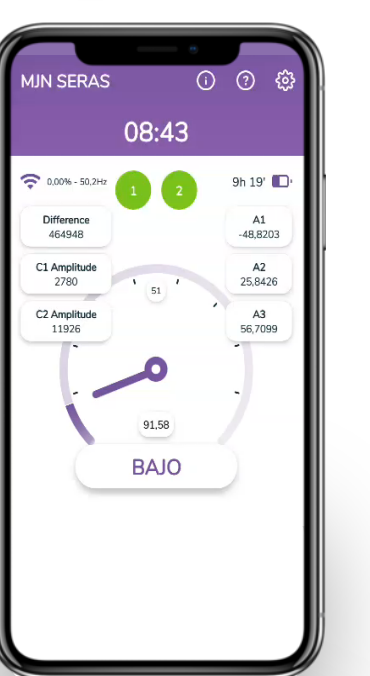 MJN SERAS
08:43
0,00% - 50,2Hz
1
2
9h 19'
Difference
464948
A1
-48,8203
C1 Amplitude
2780
A2
25,8426
51
C2 Amplitude
11926
A3
56,7099
91,58
BAJO